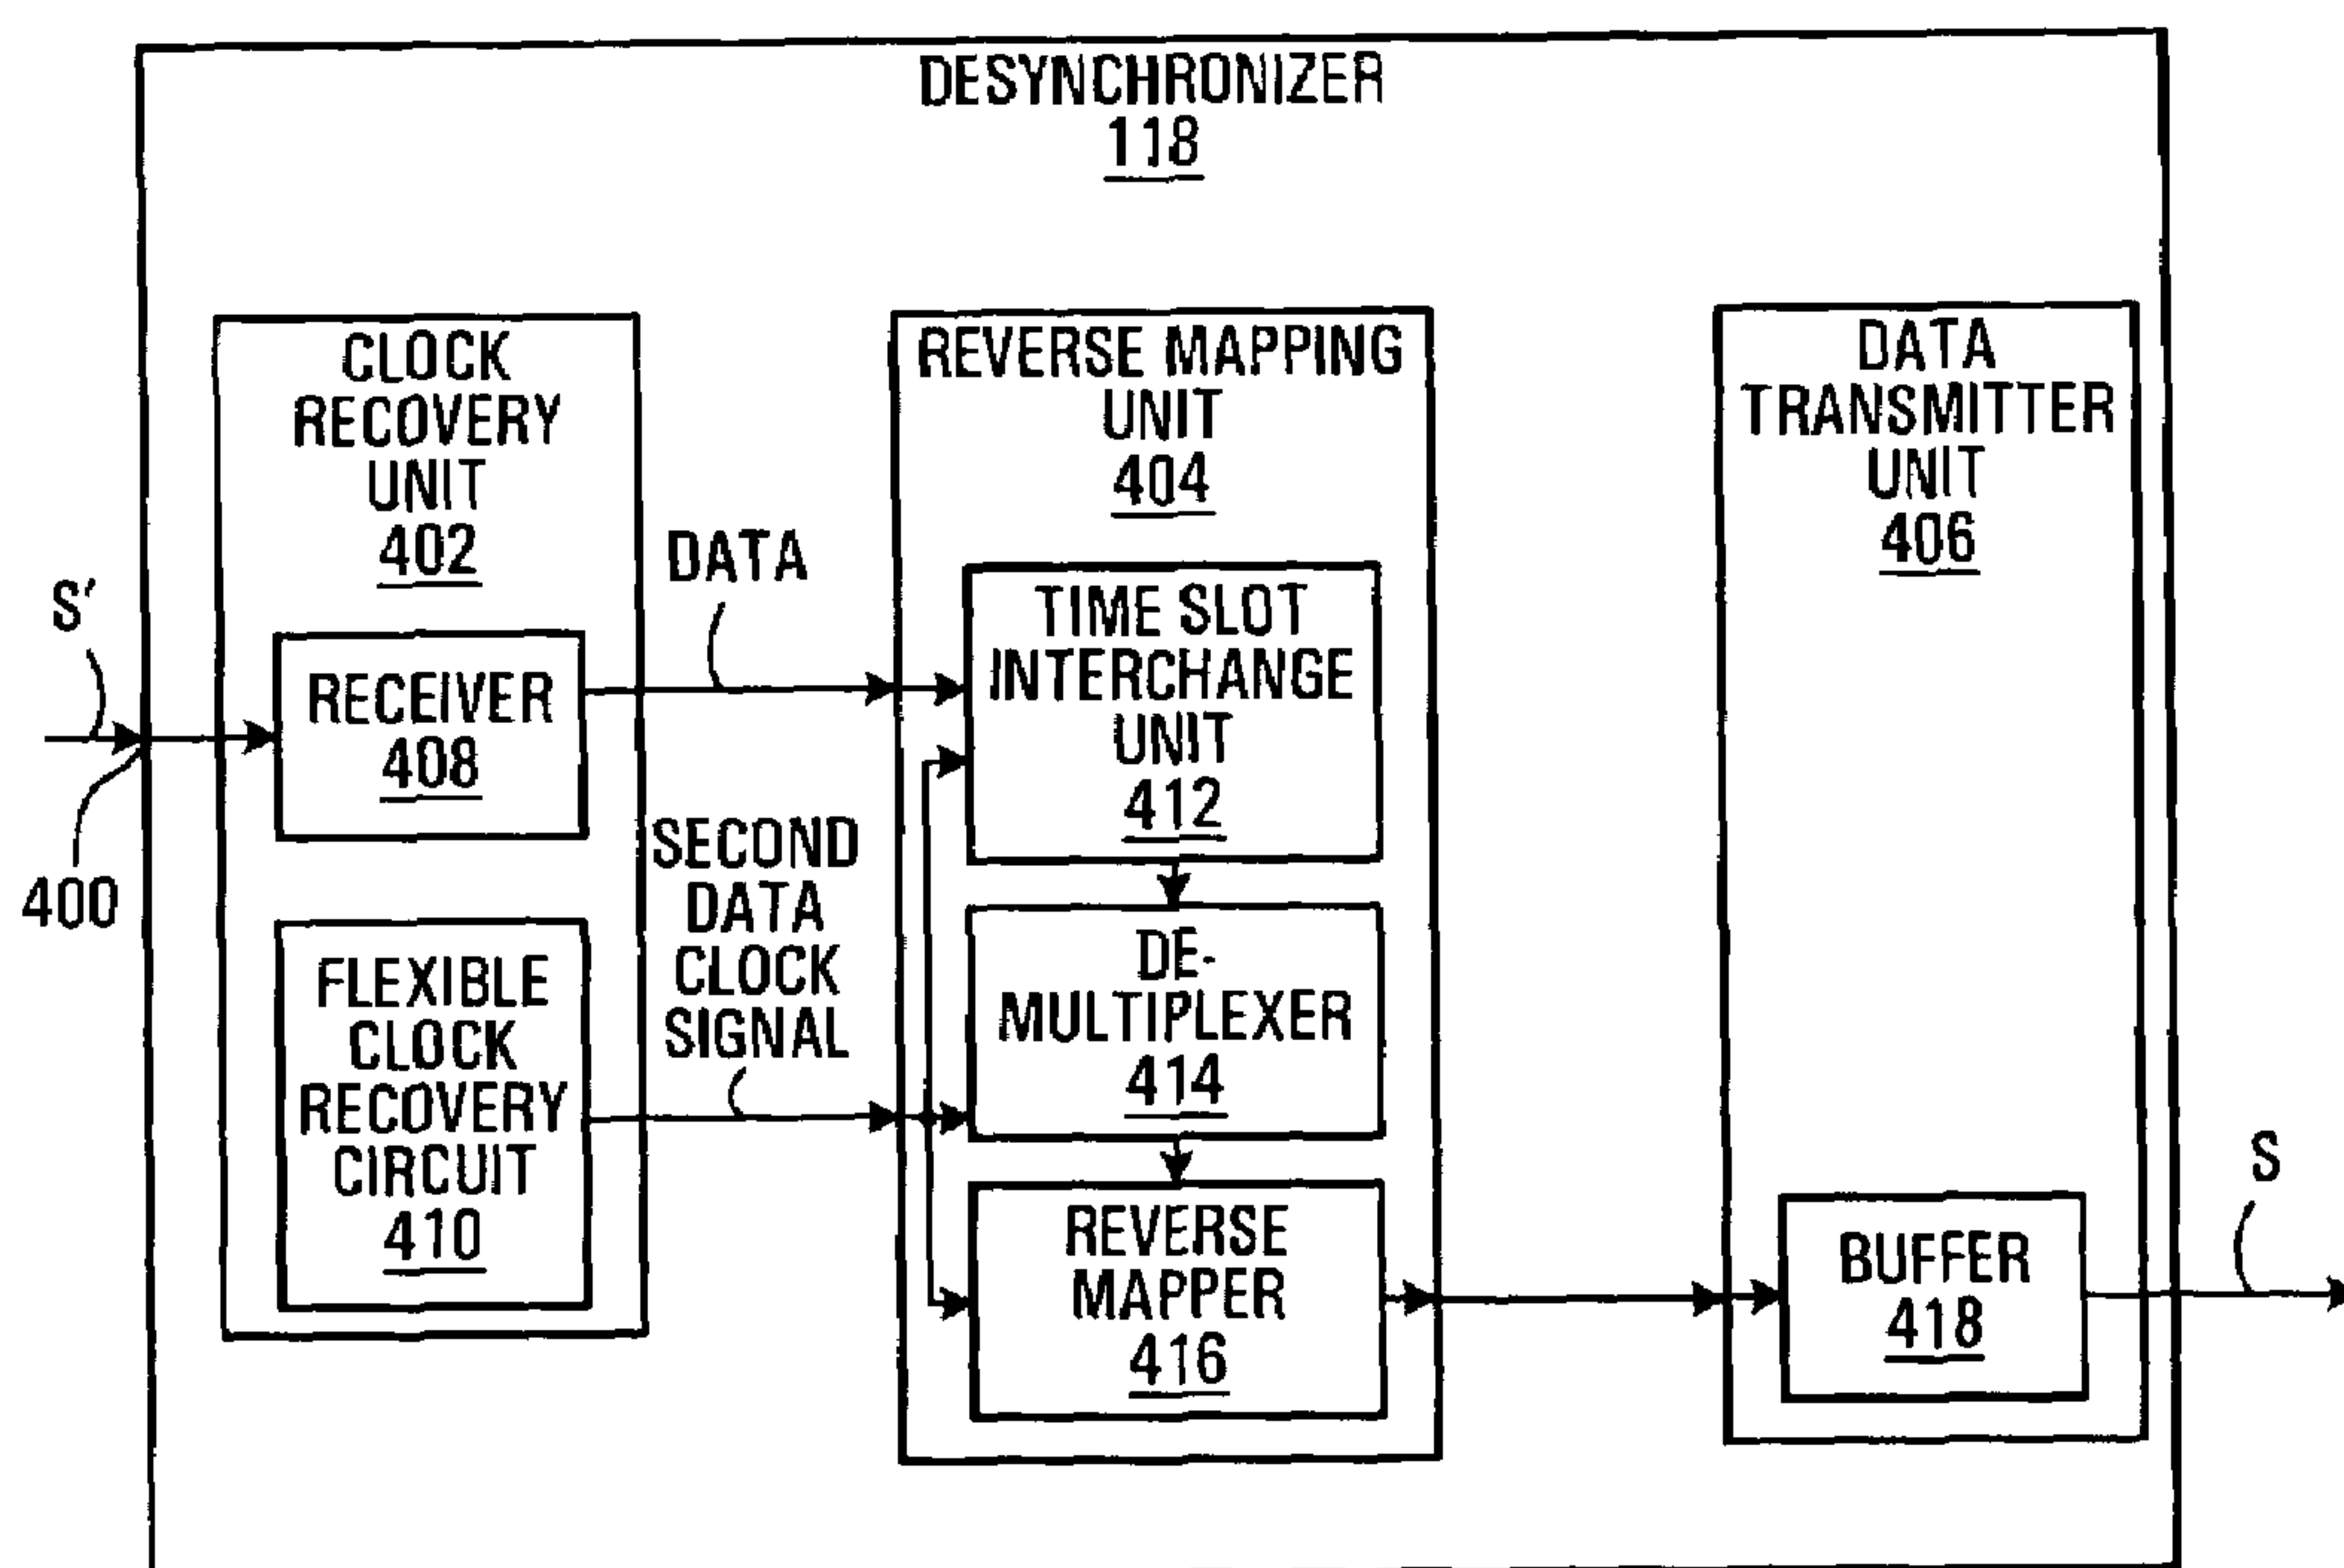 DESYNCHRONIZER
118
CLOCK
RECOVERY
UNIT
402
S'
RECEIVER
408
400
FLEXIBLE
CLOCK
RECOVERY
CIRCUIT
410
DATA
SECOND
DATA
CLOCK
SIGNAL
REVERSE MAPPING
UNIT
404
TIME SLOT
INTERCHANGE
UNIT
412
DE-
MULTIPLEXER
414
REVERSE
MAPPER
416
DATA
TRANSMITTER
UNIT
406
BUFFER
418
S